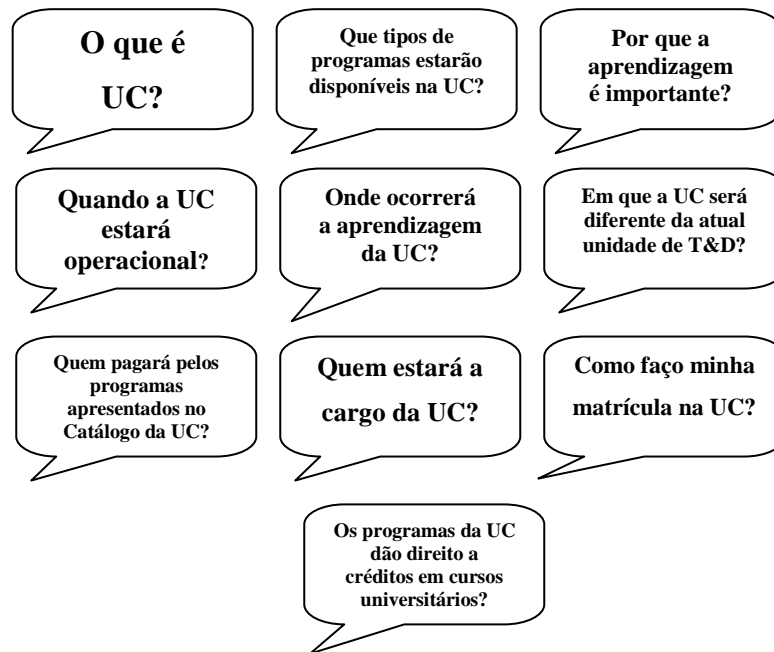 O que é
UC?
Que tipos de
programas estarão
disponíveis na UC?
Por que a
aprendizagem
é importante?
Quando a UC
estará
operacional?
Onde ocorrerá
a aprendizagem
da UC?
Em que a UC será
diferente da atual
unidade de T&D?
Quem pagará pelos
programas
apresentados no
Catálogo da UC?
Quem estará a
cargo da UC?
Como faço minha
matrícula na UC?
Os programas da UC
dão direito a
créditos em cursos
universitários?